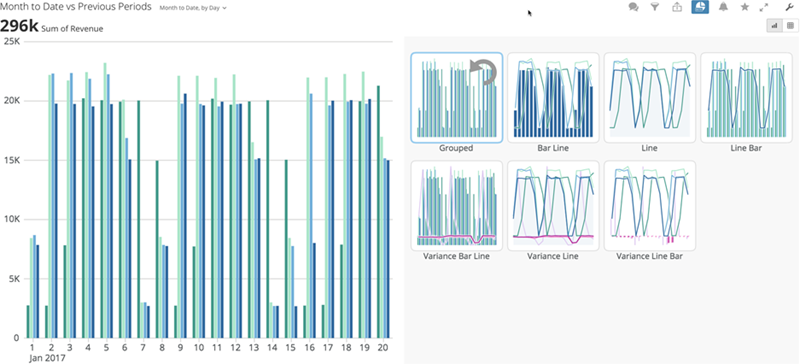 Month to Date vs Previous Periods Month to Date, by Day
296k Sum of Revenue
25K
20K
15K
10K
5K
0
1 2 3 4 5 6 7 8 9 10 11 12 13 14 15 16 17 18 19 20
Jan 2017
Grouped Bar Line Line Line Bar
Variance Bar Line Variance Line Variance Line Bar